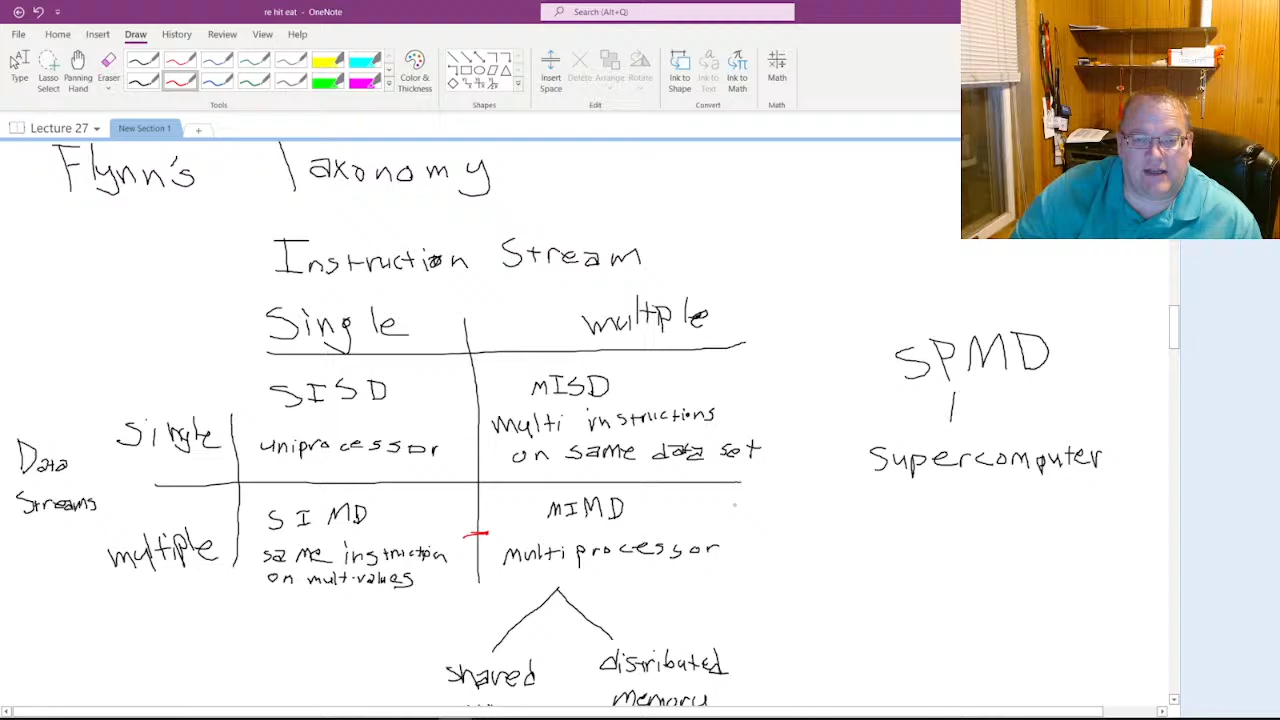 re hit eat - OneNote
Search (Alt+Q)
File Home Insert Draw History Review View Help
Type
Lasso Select
Panning Hand
Eraser
Color & Thickness
Insert Space
Delete
Arrange
Rotate
Ink to Shape
Ink to Text
Ink to Math
Math
Tools
Shapes
Edit
Convert
Math
Lecture 27
New Section 1
+
Flynn's Taxonomy
Instruction Stream
Single multiple
SISD MISD
uniprocessor
multi instructions
on same data set
Data Streams
single
multiple
SIMD MIMD
same instruction
on multi-values
multiprocessor
shared
distributed
memory
SPMD
supercomputer